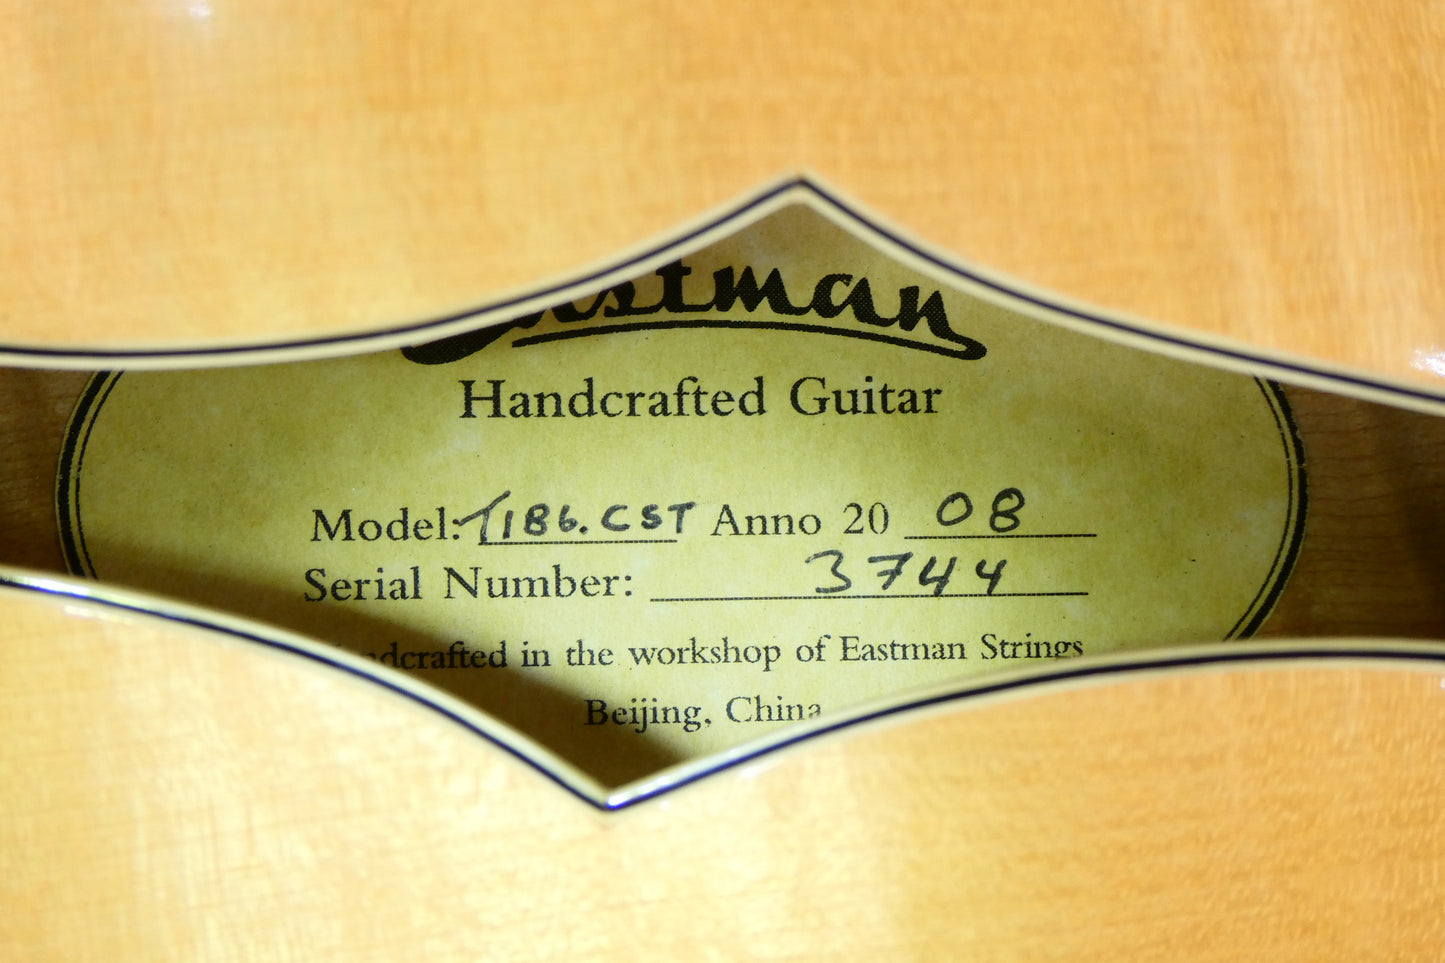 Eastman
Handcrafted Guitar
Model: T186.CST Anno 20 08
Serial Number: 3744
Handcrafted in the workshop of Eastman Strings
Beijing, China